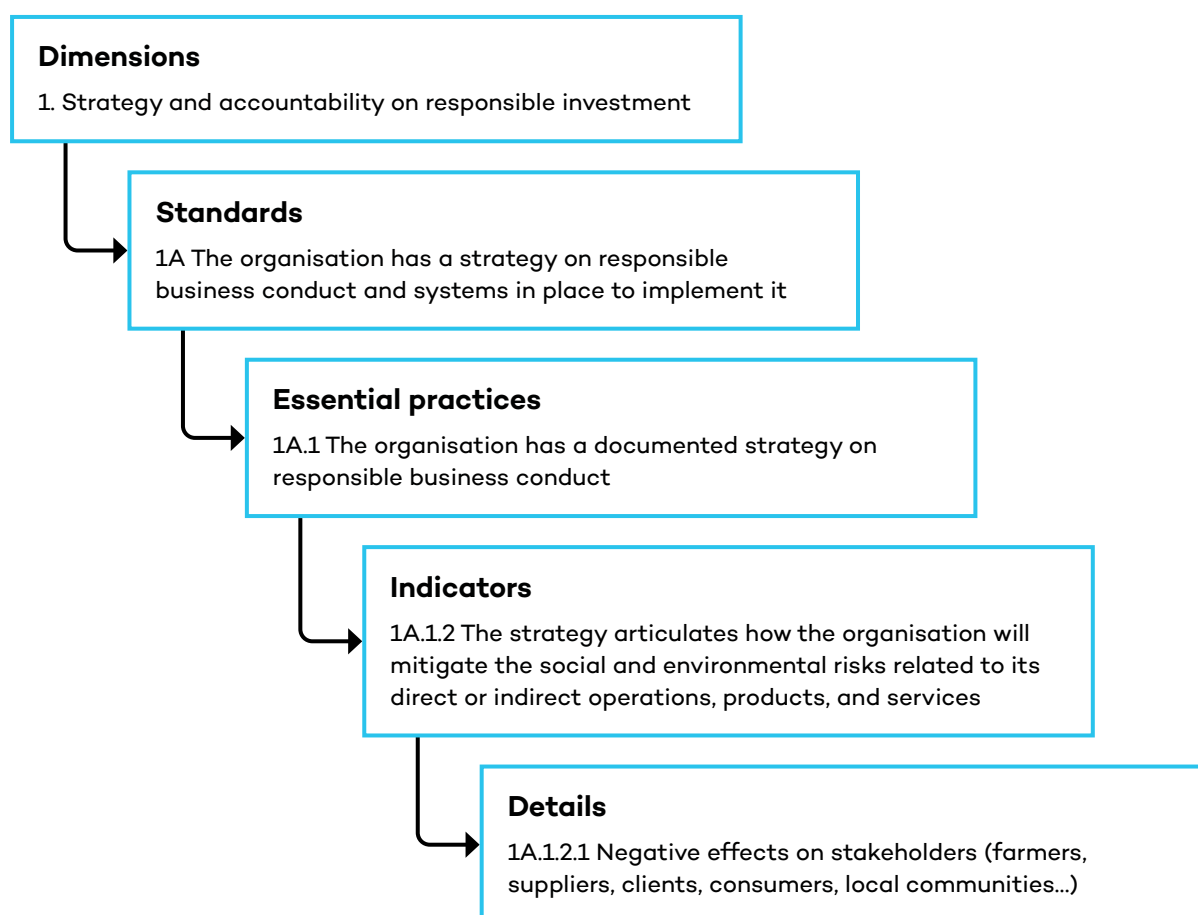 Dimensions
1. Strategy and accountability on responsible investment
Standards
1A The organisation has a strategy on responsible
business conduct and systems in place to implement it
Essential practices
1A.1 The organisation has a documented strategy on
responsible business conduct
Indicators
1A.1.2 The strategy articulates how the organisation will
mitigate the social and environmental risks related to its
direct or indirect operations, products, and services
Details
1A.1.2.1 Negative effects on stakeholders (farmers,
suppliers, clients, consumers, local communities...)